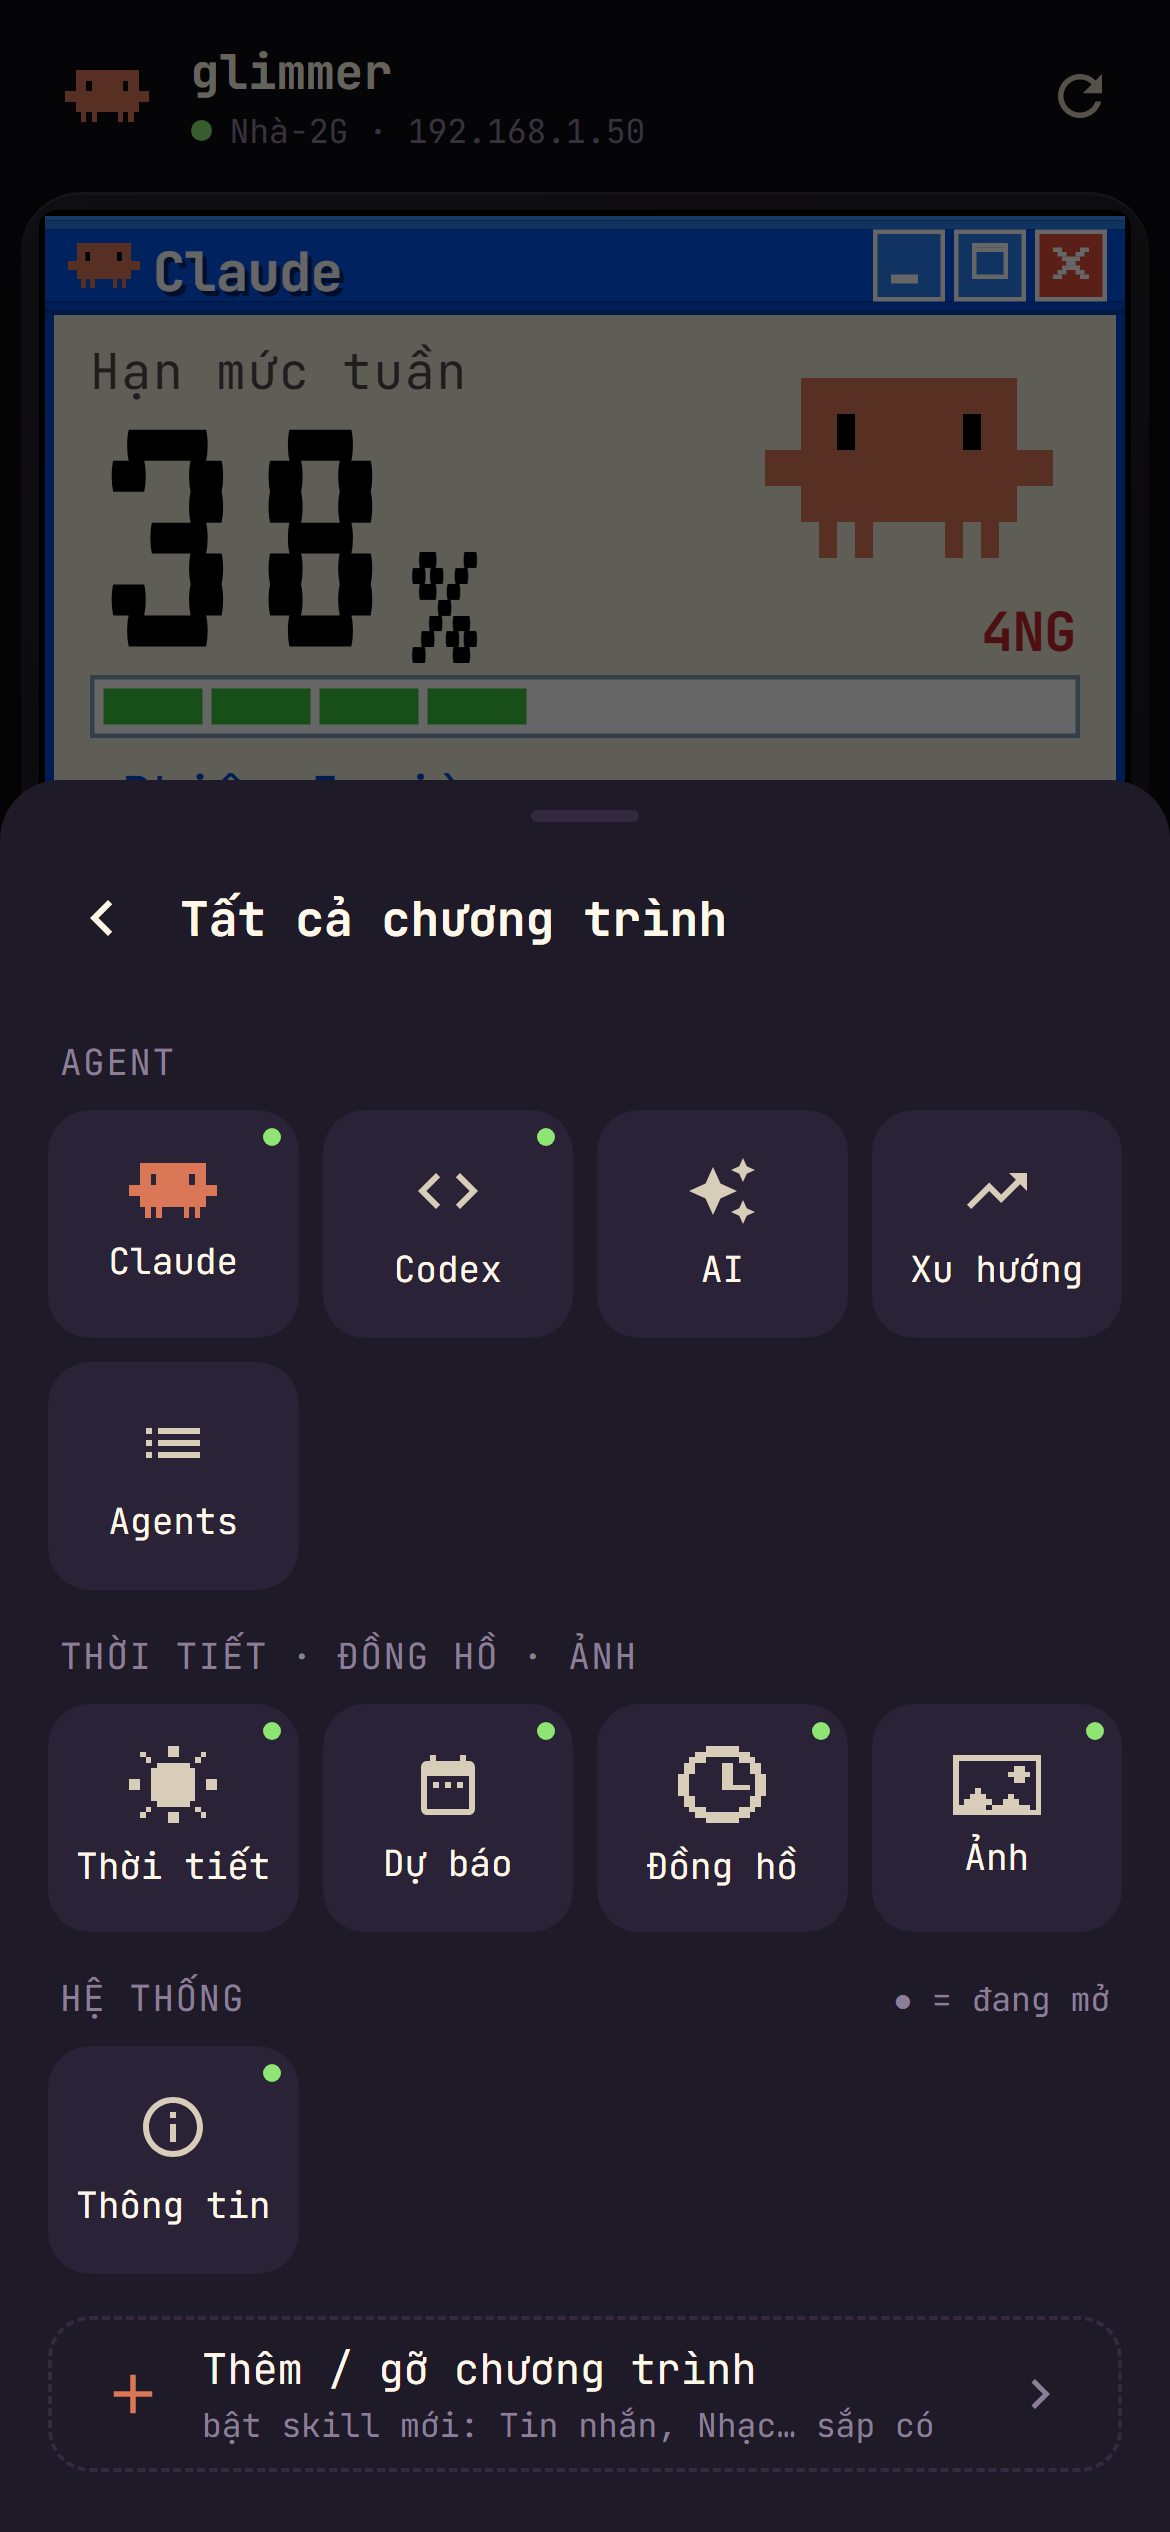 glimmer
Nhà-2G · 192.168.1.50
Claude
Hạn mức tuần
38%
4NG
Tất cả chương trình
AGENT
Claude
Codex
AI
Xu hướng
Agents
THỜI TIẾT · ĐỒNG HỒ · ẢNH
Thời tiết
Dự báo
Đồng hồ
Ảnh
HỆ THỐNG
● = đang mở
Thông tin
Thêm / gỡ chương trình
bật skill mới: Tin nhắn, Nhạc… sắp có